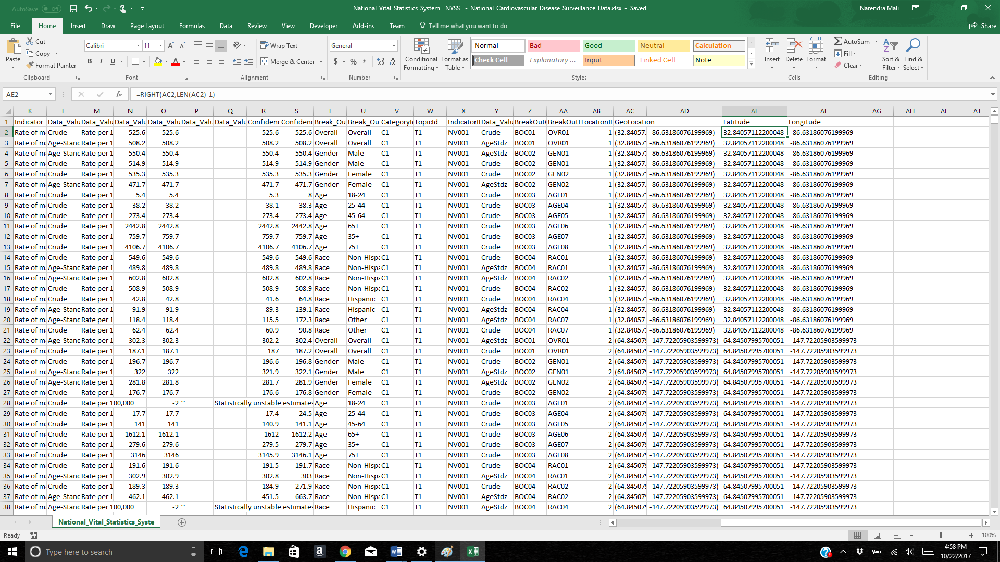 AutoSave Off National_Vital_Statistics_System__NVSS__-_National_Cardiovascular_Disease_Surveillance_Data.xlsx - Saved Narendra Mali
File Home Insert Draw Page Layout Formulas Data Review View Developer Add-ins Team Tell me what you want to do Share
Paste Cut Copy Format Painter Clipboard
Calibri 11 B I U A Font
Wrap Text Merge & Center Alignment
General $ % , Number
Conditional Formatting Format as Table
Normal Bad Good Neutral Calculation
Check Cell Explanatory ... Input Linked Cell Note
Styles
Insert Delete Format Cells
AutoSum Fill Clear Sort & Filter Find & Select Editing
AE2 fx =RIGHT(AC2,LEN(AC2)-1)
K L M N O P Q R S T U V W X Y Z AA AB AC AD AE AF AG AH AI AJ
1 Indicator Data_Valu Data_Valu Data_Valu Data_Valu Data_Valu Data_Valu Confidenc Confidenc Break_Ou Break_Ou CategoryI TopicId IndicatorI Data_Valu BreakOut BreakOutI LocationID GeoLocation Latitude Longitude
2 Rate of ma Crude Rate per 1 525.6 525.6 525.6 525.6 Overall Overall C1 T1 NV001 Crude BOC01 OVR01 1 (32.84057 -86.63186076199969) 32.84057112200048 -86.63186076199969
3 Rate of ma Age-Stand Rate per 1 508.2 508.2 508.2 508.2 Overall Overall C1 T1 NV001 AgeStdz BOC01 OVR01 1 (32.84057 -86.63186076199969) 32.84057112200048 -86.63186076199969
4 Rate of ma Age-Stand Rate per 1 550.4 550.4 550.4 550.4 Gender Male C1 T1 NV001 AgeStdz BOC02 GEN01 1 (32.84057 -86.63186076199969) 32.84057112200048 -86.63186076199969
5 Rate of ma Crude Rate per 1 514.9 514.9 514.9 514.9 Gender Male C1 T1 NV001 Crude BOC02 GEN01 1 (32.84057 -86.63186076199969) 32.84057112200048 -86.63186076199969
6 Rate of ma Crude Rate per 1 535.3 535.3 535.3 535.3 Gender Female C1 T1 NV001 Crude BOC02 GEN02 1 (32.84057 -86.63186076199969) 32.84057112200048 -86.63186076199969
7 Rate of ma Age-Stand Rate per 1 471.7 471.7 471.7 471.7 Gender Female C1 T1 NV001 AgeStdz BOC02 GEN02 1 (32.84057 -86.63186076199969) 32.84057112200048 -86.63186076199969
8 Rate of ma Crude Rate per 1 5.4 5.4 5.3 8 Age 18-24 C1 T1 NV001 Crude BOC03 AGE01 1 (32.84057 -86.63186076199969) 32.84057112200048 -86.63186076199969
9 Rate of ma Crude Rate per 1 38.2 38.2 38.1 38.3 Age 25-44 C1 T1 NV001 Crude BOC03 AGE04 1 (32.84057 -86.63186076199969) 32.84057112200048 -86.63186076199969
10 Rate of ma Crude Rate per 1 273.4 273.4 273.4 273.4 Age 45-64 C1 T1 NV001 Crude BOC03 AGE05 1 (32.84057 -86.63186076199969) 32.84057112200048 -86.63186076199969
11 Rate of ma Crude Rate per 1 2442.8 2442.8 2442.8 2442.8 Age 65+ C1 T1 NV001 Crude BOC03 AGE06 1 (32.84057 -86.63186076199969) 32.84057112200048 -86.63186076199969
12 Rate of ma Crude Rate per 1 759.7 759.7 759.7 759.7 Age 35+ C1 T1 NV001 Crude BOC03 AGE07 1 (32.84057 -86.63186076199969) 32.84057112200048 -86.63186076199969
13 Rate of ma Crude Rate per 1 4106.7 4106.7 4106.7 4106.7 Age 75+ C1 T1 NV001 Crude BOC03 AGE08 1 (32.84057 -86.63186076199969) 32.84057112200048 -86.63186076199969
14 Rate of ma Crude Rate per 1 549.6 549.6 549.6 549.6 Race Non-Hispa C1 T1 NV001 Crude BOC04 RAC01 1 (32.84057 -86.63186076199969) 32.84057112200048 -86.63186076199969
15 Rate of ma Age-Stand Rate per 1 489.8 489.8 489.8 489.8 Race Non-Hispa C1 T1 NV001 AgeStdz BOC04 RAC01 1 (32.84057 -86.63186076199969) 32.84057112200048 -86.63186076199969
16 Rate of ma Age-Stand Rate per 1 602.8 602.8 602.8 602.8 Race Non-Hispa C1 T1 NV001 AgeStdz BOC04 RAC02 1 (32.84057 -86.63186076199969) 32.84057112200048 -86.63186076199969
17 Rate of ma Crude Rate per 1 508.9 508.9 508.9 508.9 Race Non-Hispa C1 T1 NV001 Crude BOC04 RAC02 1 (32.84057 -86.63186076199969) 32.84057112200048 -86.63186076199969
18 Rate of ma Crude Rate per 1 42.8 42.8 41.6 64.8 Race Hispanic C1 T1 NV001 Crude BOC04 RAC04 1 (32.84057 -86.63186076199969) 32.84057112200048 -86.63186076199969
19 Rate of ma Age-Stand Rate per 1 91.9 91.9 89.3 139.1 Race Hispanic C1 T1 NV001 AgeStdz BOC04 RAC04 1 (32.84057 -86.63186076199969) 32.84057112200048 -86.63186076199969
20 Rate of ma Age-Stand Rate per 1 118.4 118.4 115.5 172.3 Race Other C1 T1 NV001 AgeStdz BOC04 RAC07 1 (32.84057 -86.63186076199969) 32.84057112200048 -86.63186076199969
21 Rate of ma Crude Rate per 1 62.4 62.4 60.9 90.8 Race Other C1 T1 NV001 Crude BOC04 RAC07 1 (32.84057 -86.63186076199969) 32.84057112200048 -86.63186076199969
22 Rate of ma Age-Stand Rate per 1 302.3 302.3 302.2 302.4 Overall Overall C1 T1 NV001 AgeStdz BOC01 OVR01 2 (64.84507 -147.72205903599973) 64.84507995700051 -147.72205903599973
23 Rate of ma Crude Rate per 1 187.1 187.1 187 187.2 Overall Overall C1 T1 NV001 Crude BOC01 OVR01 2 (64.84507 -147.72205903599973) 64.84507995700051 -147.72205903599973
24 Rate of ma Crude Rate per 1 196.7 196.7 196.6 196.8 Gender Male C1 T1 NV001 Crude BOC02 GEN01 2 (64.84507 -147.72205903599973) 64.84507995700051 -147.72205903599973
25 Rate of ma Age-Stand Rate per 1 322 322 321.9 322.1 Gender Male C1 T1 NV001 AgeStdz BOC02 GEN01 2 (64.84507 -147.72205903599973) 64.84507995700051 -147.72205903599973
26 Rate of ma Age-Stand Rate per 1 281.8 281.8 281.7 281.9 Gender Female C1 T1 NV001 AgeStdz BOC02 GEN02 2 (64.84507 -147.72205903599973) 64.84507995700051 -147.72205903599973
27 Rate of ma Crude Rate per 1 176.7 176.7 176.6 176.8 Gender Female C1 T1 NV001 Crude BOC02 GEN02 2 (64.84507 -147.72205903599973) 64.84507995700051 -147.72205903599973
28 Rate of ma Crude Rate per 100,000 -2 ~ Statistically unstable estimates Age 18-24 C1 T1 NV001 Crude BOC03 AGE01 2 (64.84507 -147.72205903599973) 64.84507995700051 -147.72205903599973
29 Rate of ma Crude Rate per 1 17.7 17.7 17.4 24.5 Age 25-44 C1 T1 NV001 Crude BOC03 AGE04 2 (64.84507 -147.72205903599973) 64.84507995700051 -147.72205903599973
30 Rate of ma Crude Rate per 1 141 141 140.9 141.1 Age 45-64 C1 T1 NV001 Crude BOC03 AGE05 2 (64.84507 -147.72205903599973) 64.84507995700051 -147.72205903599973
31 Rate of ma Crude Rate per 1 1612.1 1612.1 1612 1612.2 Age 65+ C1 T1 NV001 Crude BOC03 AGE06 2 (64.84507 -147.72205903599973) 64.84507995700051 -147.72205903599973
32 Rate of ma Crude Rate per 1 279.6 279.6 279.5 279.7 Age 35+ C1 T1 NV001 Crude BOC03 AGE07 2 (64.84507 -147.72205903599973) 64.84507995700051 -147.72205903599973
33 Rate of ma Crude Rate per 1 3146 3146 3145.9 3146.1 Age 75+ C1 T1 NV001 Crude BOC03 AGE08 2 (64.84507 -147.72205903599973) 64.84507995700051 -147.72205903599973
34 Rate of ma Crude Rate per 1 191.6 191.6 191.5 191.7 Race Non-Hispa C1 T1 NV001 Crude BOC04 RAC01 2 (64.84507 -147.72205903599973) 64.84507995700051 -147.72205903599973
35 Rate of ma Age-Stand Rate per 1 302.9 302.9 302.8 303 Race Non-Hispa C1 T1 NV001 AgeStdz BOC04 RAC01 2 (64.84507 -147.72205903599973) 64.84507995700051 -147.72205903599973
36 Rate of ma Crude Rate per 1 189.3 189.3 184.9 271.9 Race Non-Hispa C1 T1 NV001 Crude BOC04 RAC02 2 (64.84507 -147.72205903599973) 64.84507995700051 -147.72205903599973
37 Rate of ma Age-Stand Rate per 1 462.1 462.1 451.5 663.7 Race Non-Hispa C1 T1 NV001 AgeStdz BOC04 RAC02 2 (64.84507 -147.72205903599973) 64.84507995700051 -147.72205903599973
38 Rate of ma Age-Stand Rate per 100,000 -2 ~ Statistically unstable estimates Race Hispanic C1 T1 NV001 AgeStdz BOC04 RAC04 2 (64.84507 -147.72205903599973) 64.84507995700051 -147.72205903599973
National_Vital_Statistics_Syste
Ready 100%
Type here to search 4:58 PM
10/22/2017